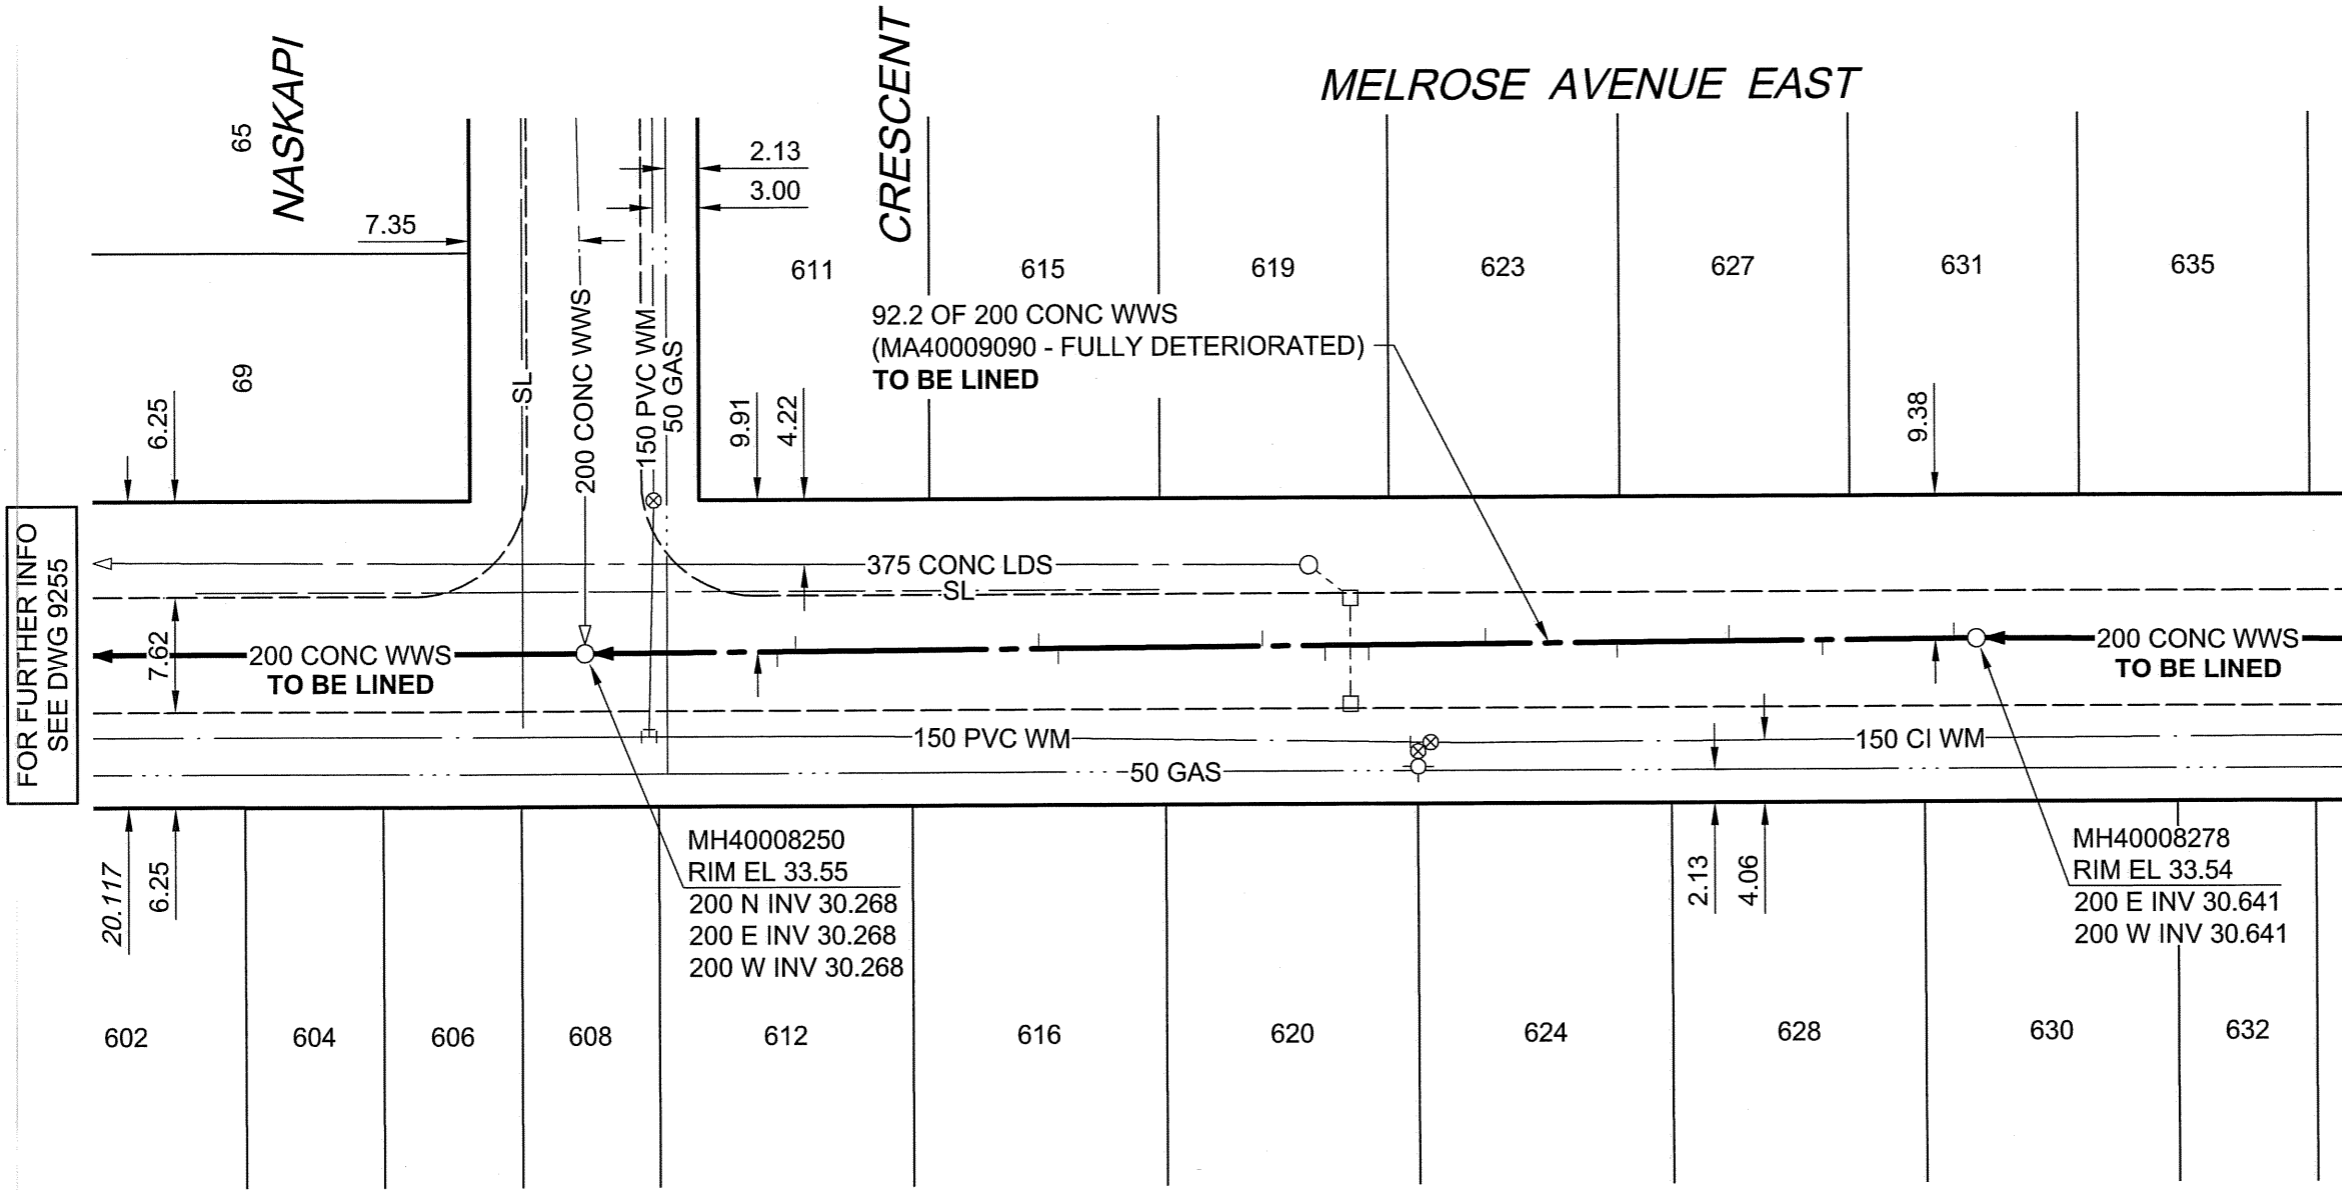 NASKAPI
CRESCENT
MELROSE AVENUE EAST
65
2.13
3.00
7.35
611
615
619
623
627
631
635
69
92.2 OF 200 CONC WWS
(MA40009090 - FULLY DETERIORATED)
TO BE LINED
SL
200 CONC WWS
150 PVC WM
50 GAS
6.25
9.91
4.22
9.38
FOR FURTHER INFO
SEE DWG 9255
375 CONC LDS
SL
7.62
200 CONC WWS
TO BE LINED
200 CONC WWS
TO BE LINED
150 PVC WM
150 CI WM
50 GAS
20.117
6.25
MH40008250
RIM EL 33.55
200 N INV 30.268
200 E INV 30.268
200 W INV 30.268
2.13
4.06
MH40008278
RIM EL 33.54
200 E INV 30.641
200 W INV 30.641
602
604
606
608
612
616
620
624
628
630
632